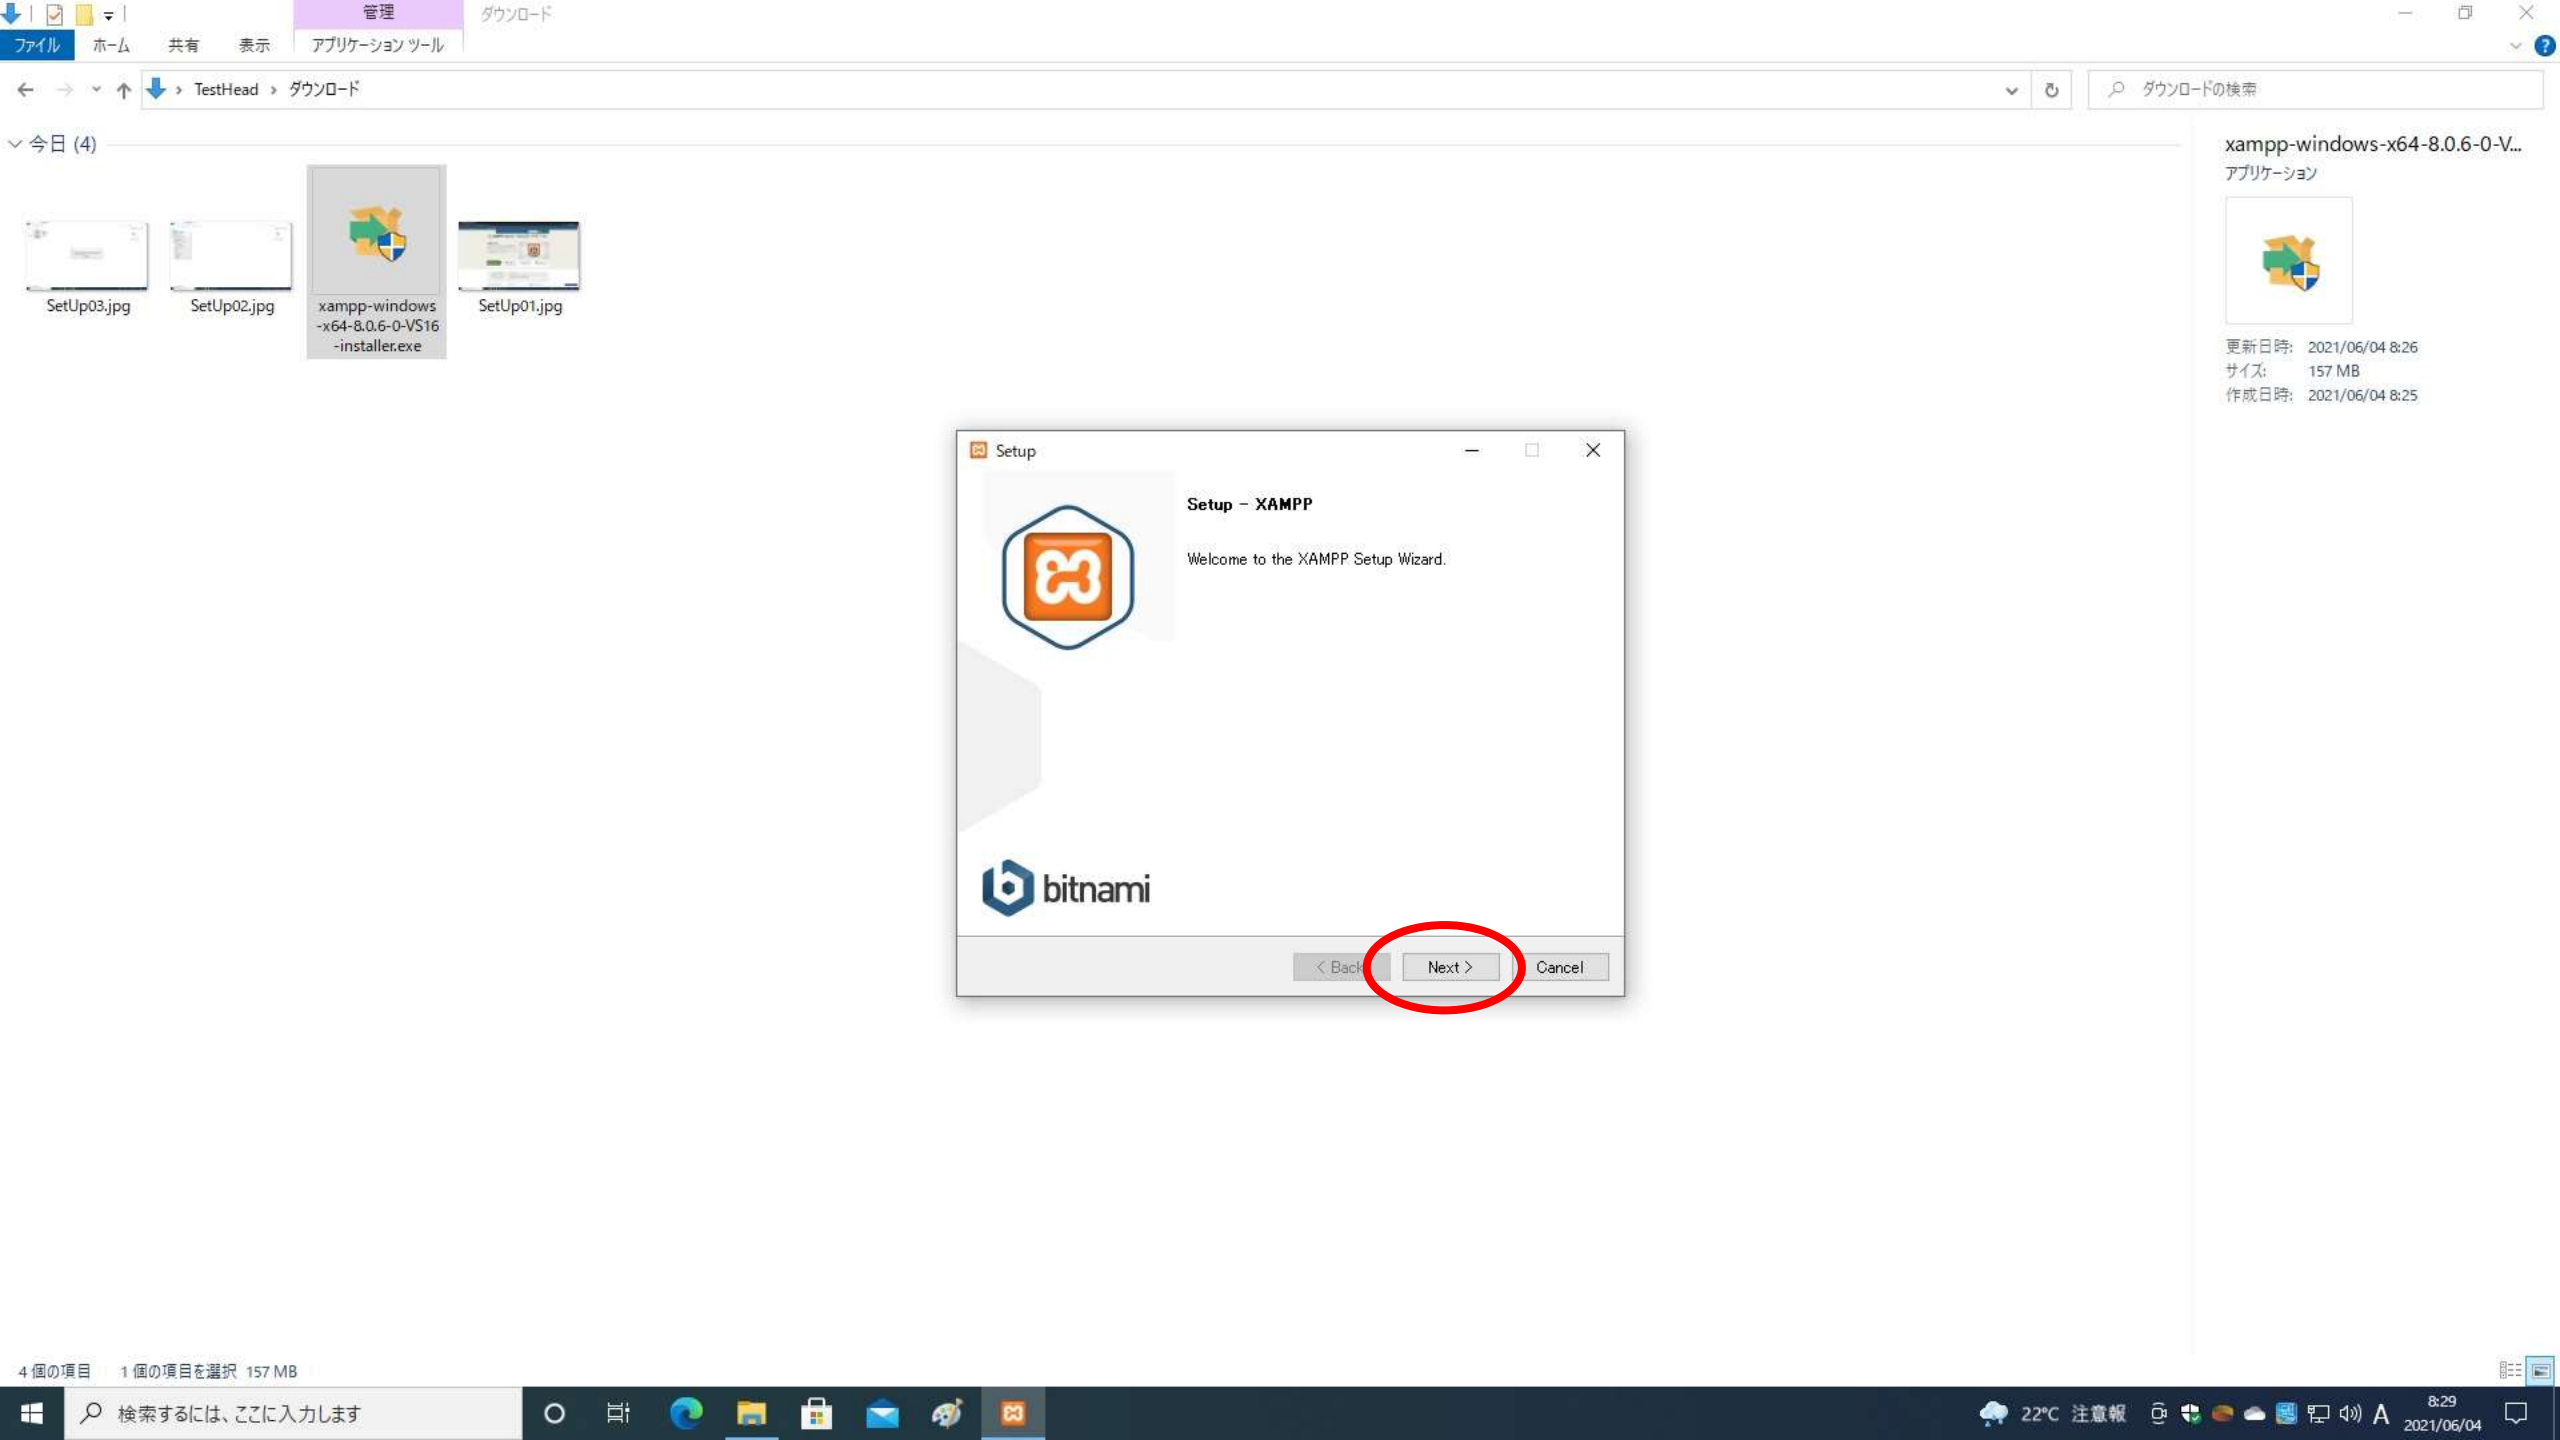 管理
ダウンロード
ファイル
ホーム
共有
表示
アプリケーション ツール
TestHead
ダウンロード
ダウンロードの検索
今日 (4)
SetUp03.jpg
SetUp02.jpg
xampp-windows
-x64-8.0.6-0-VS16
-installer.exe
SetUp01.jpg
xampp-windows-x64-8.0.6-0-V...
アプリケーション
更新日時: 2021/06/04 8:26
サイズ: 157 MB
作成日時: 2021/06/04 8:25
Setup
Setup - XAMPP
Welcome to the XAMPP Setup Wizard.
bitnami
< Back
Next >
Cancel
4 個の項目
1 個の項目を選択 157 MB
検索するには、ここに入力します
22°C 注意報
A
8:29
2021/06/04